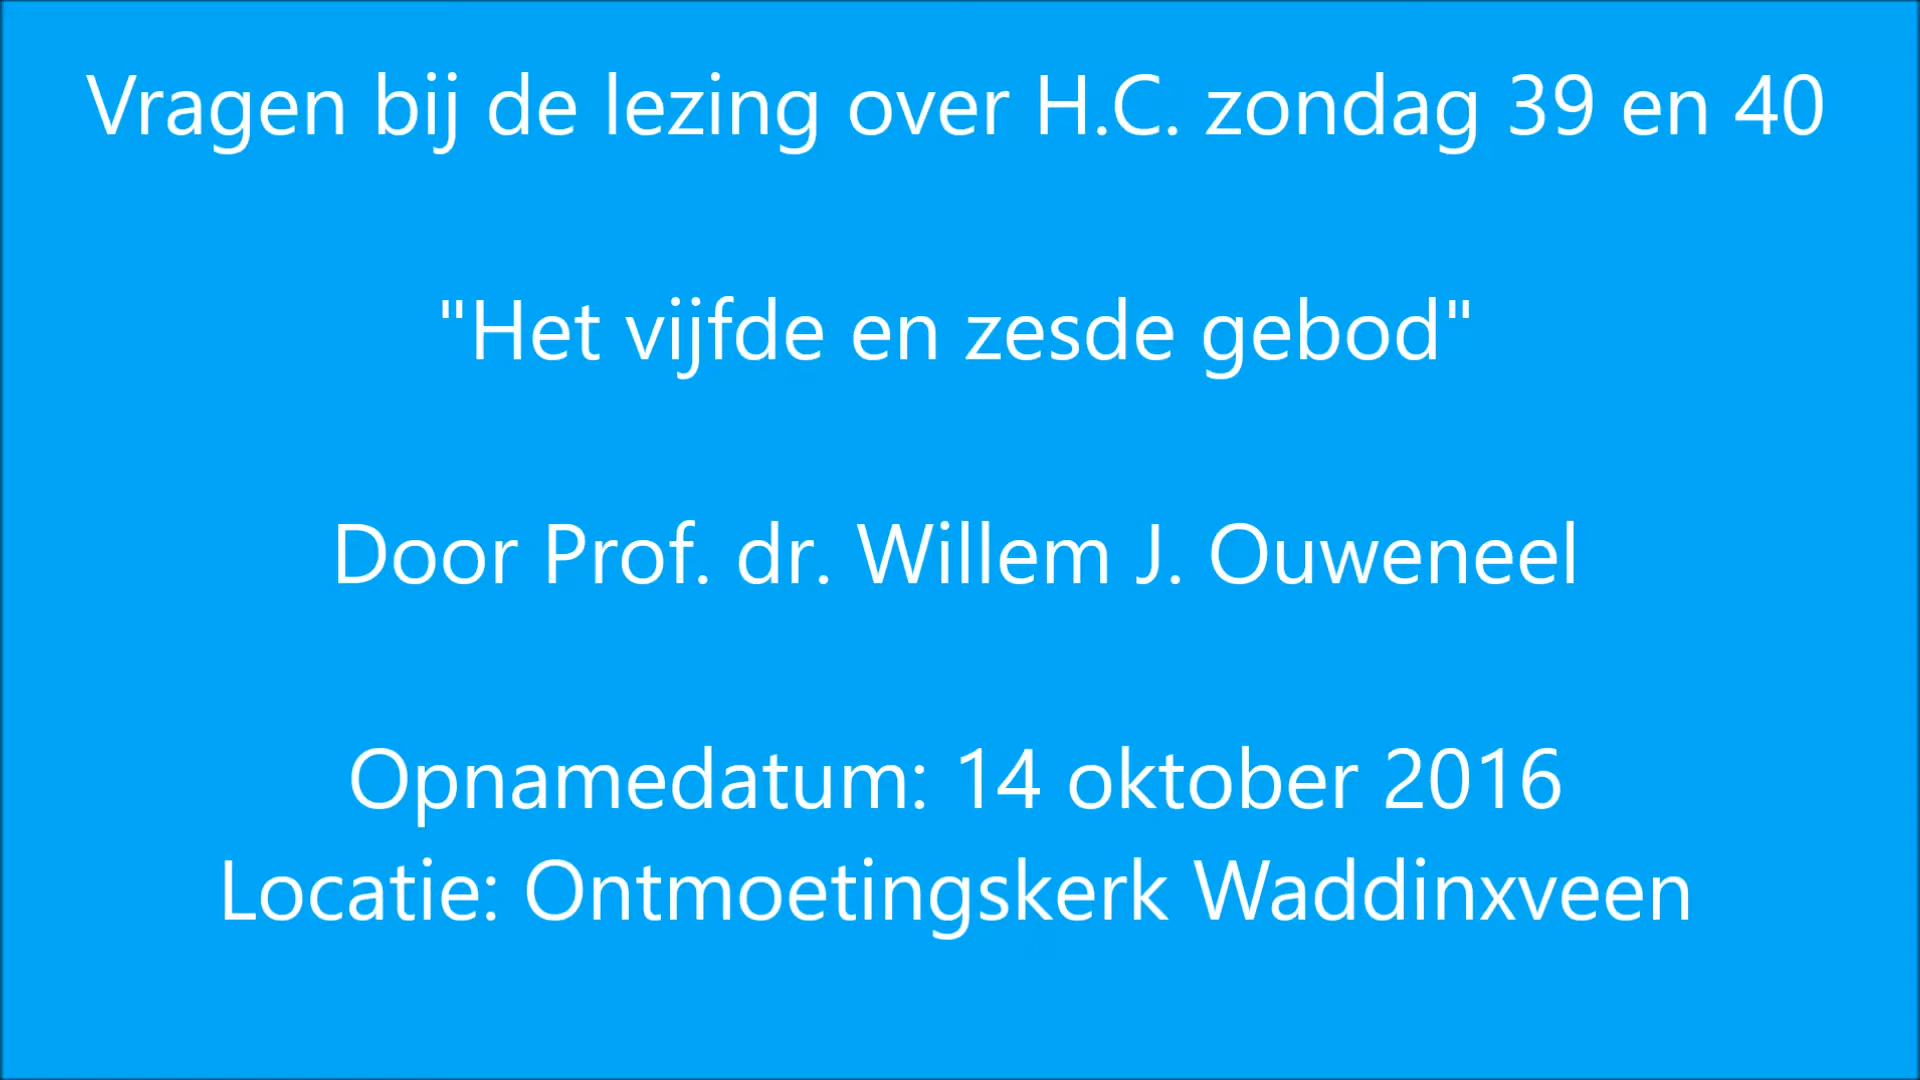 Vragen bij de lezing over H.C. zondag 39 en 40
"Het vijfde en zesde gebod"
Door Prof. dr. Willem J. Ouweneel
Opnamedatum: 14 oktober 2016
Locatie: Ontmoetingskerk Waddinxveen